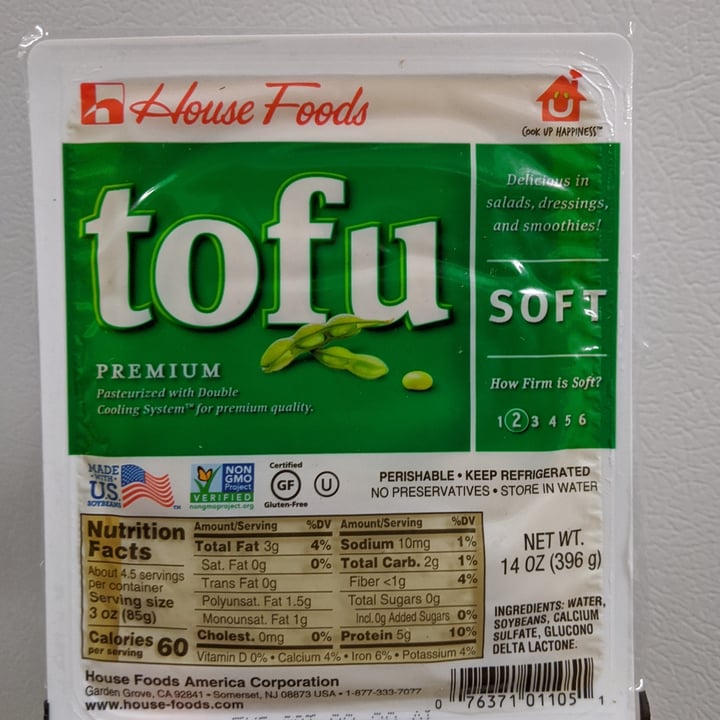 h House Foods
COOK UP HAPPINESS™
tofu
PREMIUM
Pasteurized with Double
Cooling System™ for premium quality.
Delicious in
salads, dressings,
and smoothies!
SOFT
How Firm is Soft?
1 2 3 4 5 6
MADE
WITH
U.S.
SOYBEANS
TM
NON
GMO
Project
VERIFIED
nongmoproject.org
Certified
GF
Gluten-Free
U
PERISHABLE • KEEP REFRIGERATED
NO PRESERVATIVES • STORE IN WATER
Nutrition
Facts
About 4.5 servings
per container
Serving size
3 oz (85g)
Calories 60
per serving
Amount/Serving %DV
Total Fat 3g 4%
Sat. Fat 0g 0%
Trans Fat 0g
Polyunsat. Fat 1.5g
Monounsat. Fat 1g
Cholest. 0mg 0%
Amount/Serving %DV
Sodium 10mg 1%
Total Carb. 2g 1%
Fiber <1g 4%
Total Sugars 0g
Incl. 0g Added Sugars 0%
Protein 5g 10%
Vitamin D 0% • Calcium 4% • Iron 6% • Potassium 4%
NET WT.
14 OZ (396 g)
INGREDIENTS: WATER,
SOYBEANS, CALCIUM
SULFATE, GLUCONO
DELTA LACTONE.
House Foods America Corporation
Garden Grove, CA 92841 • Somerset, NJ 08873 USA • 1-877-333-7077
www.house-foods.com
0 76371 01105 1